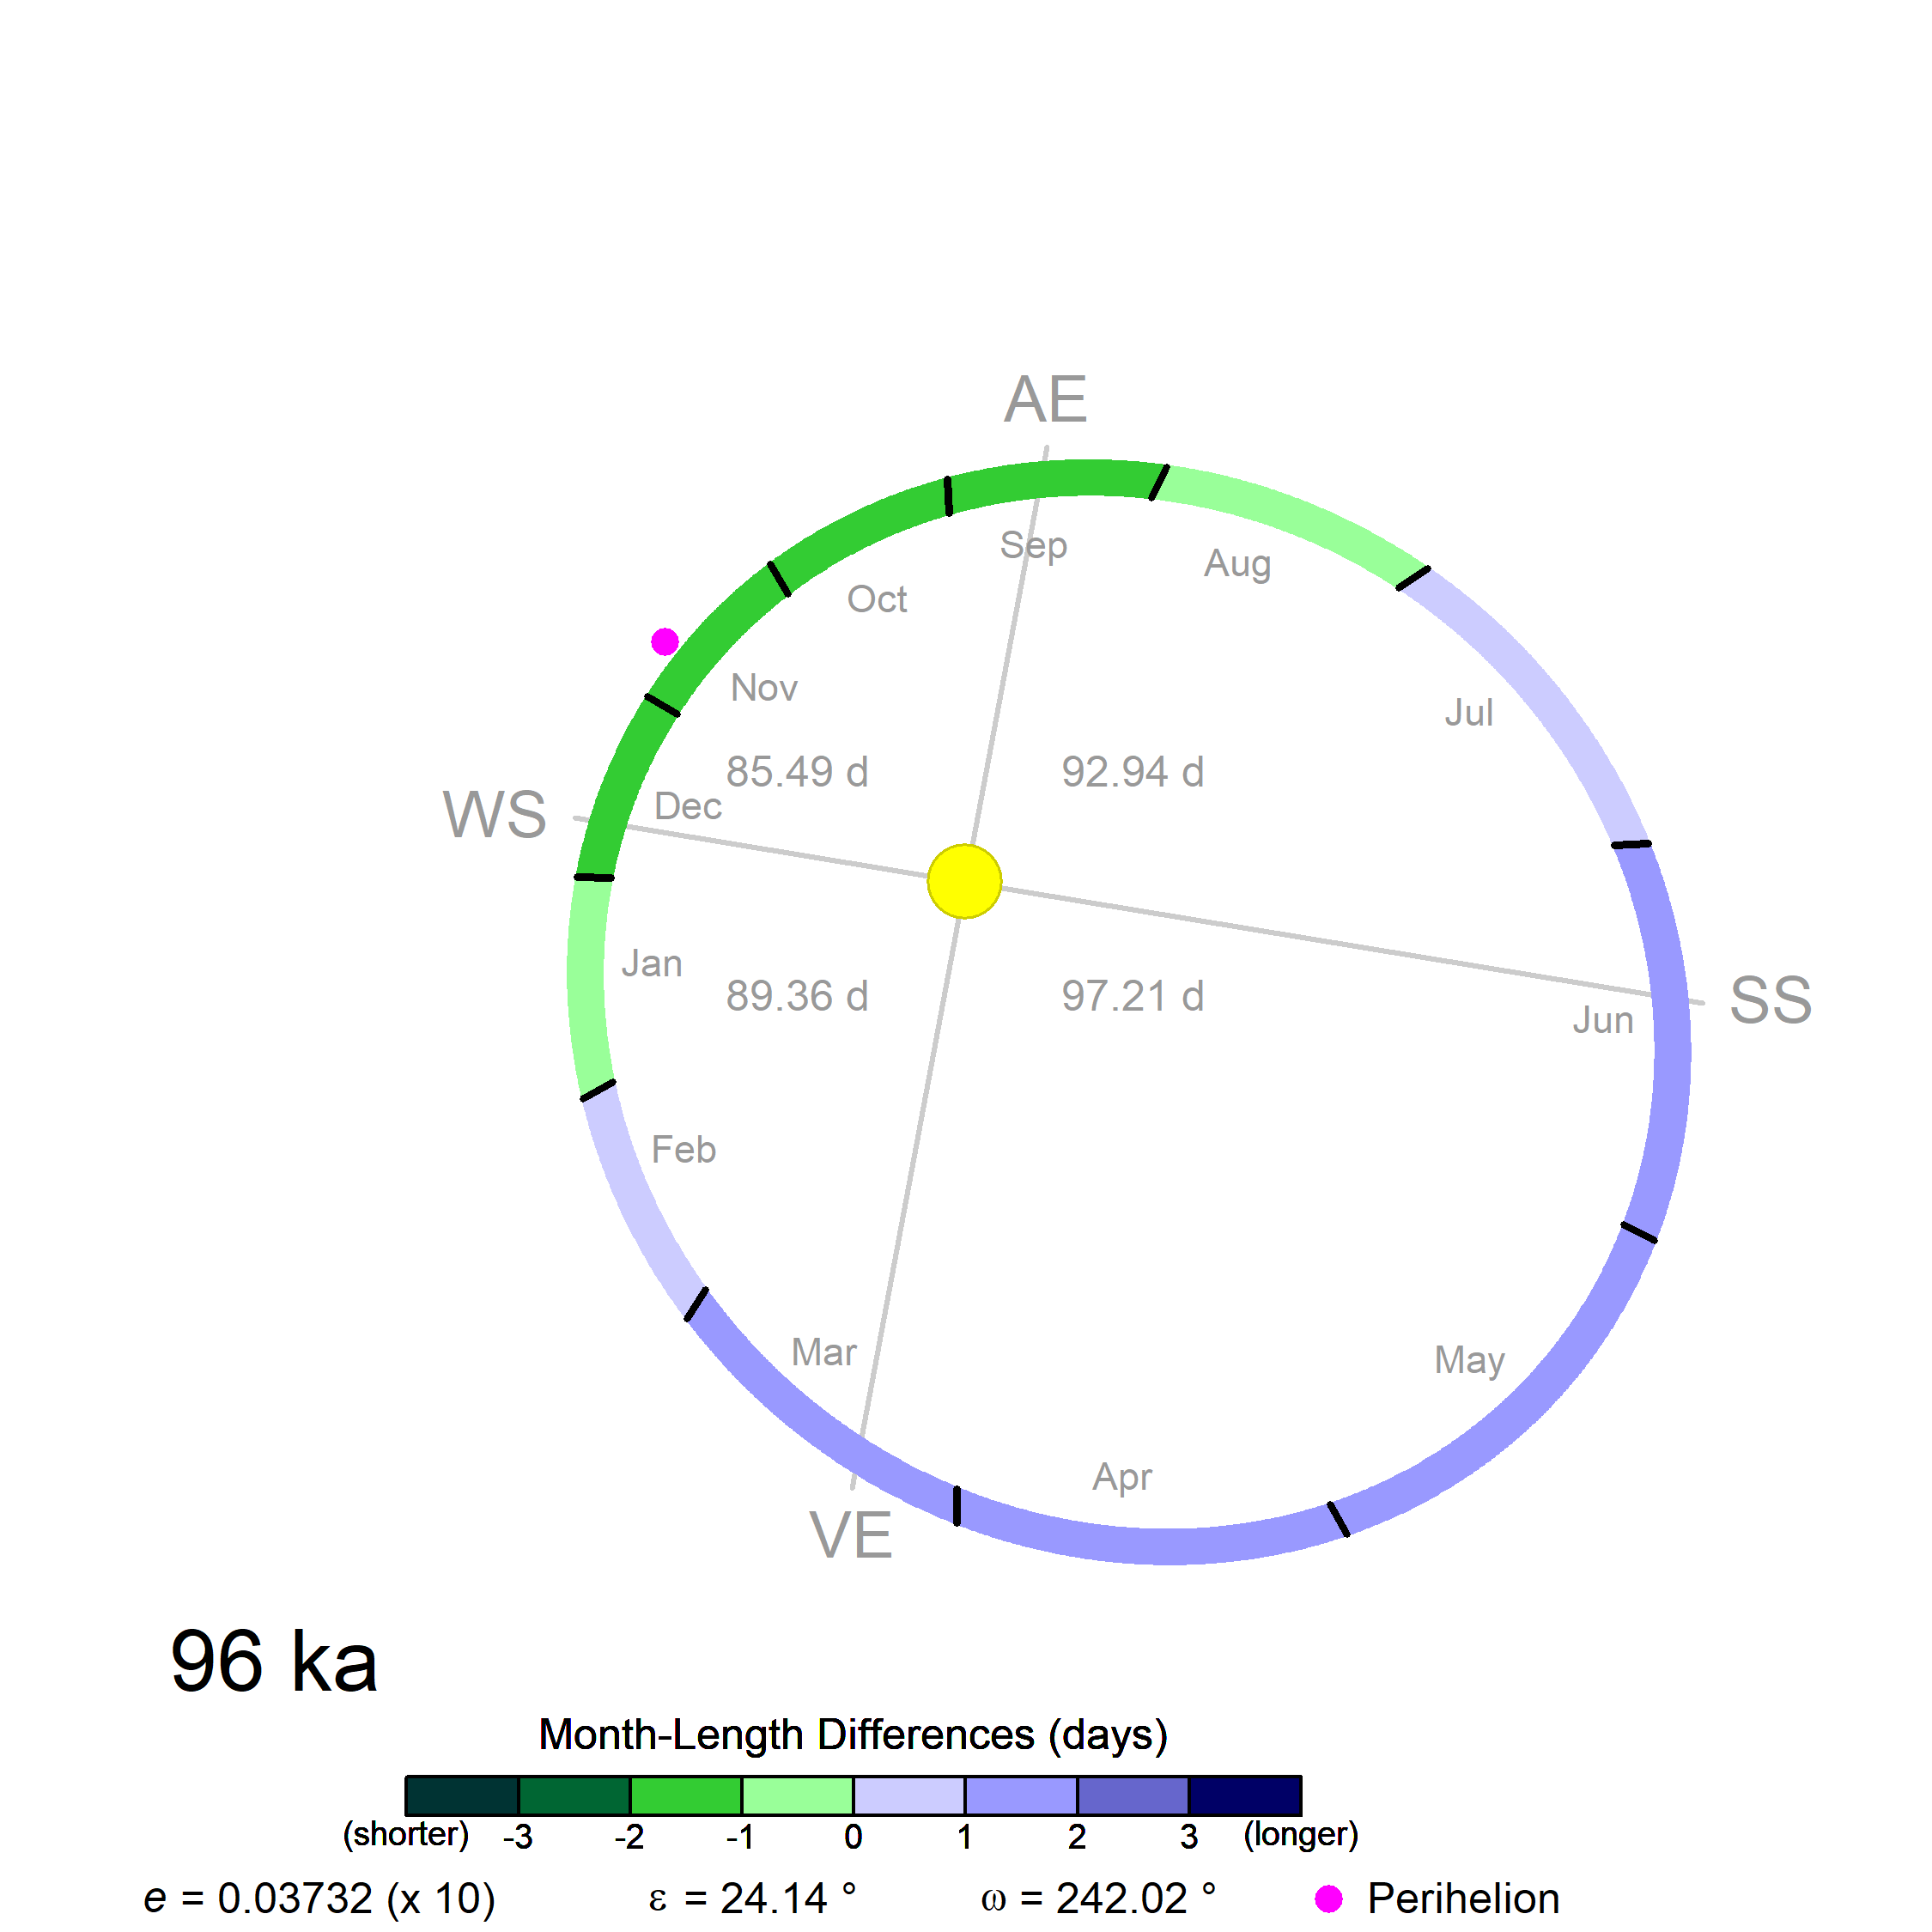 AE
Sep
Aug
Oct
Nov
Jul
85.49 d
92.94 d
WS
Dec
Jan
89.36 d
97.21 d
SS
Jun
Feb
Mar
May
Apr
VE
96 ka
Month-Length Differences (days)
(shorter) -3 -2 -1 0 1 2 3 (longer)
e = 0.03732 (x 10) ε = 24.14 ° ω = 242.02 ° Perihelion